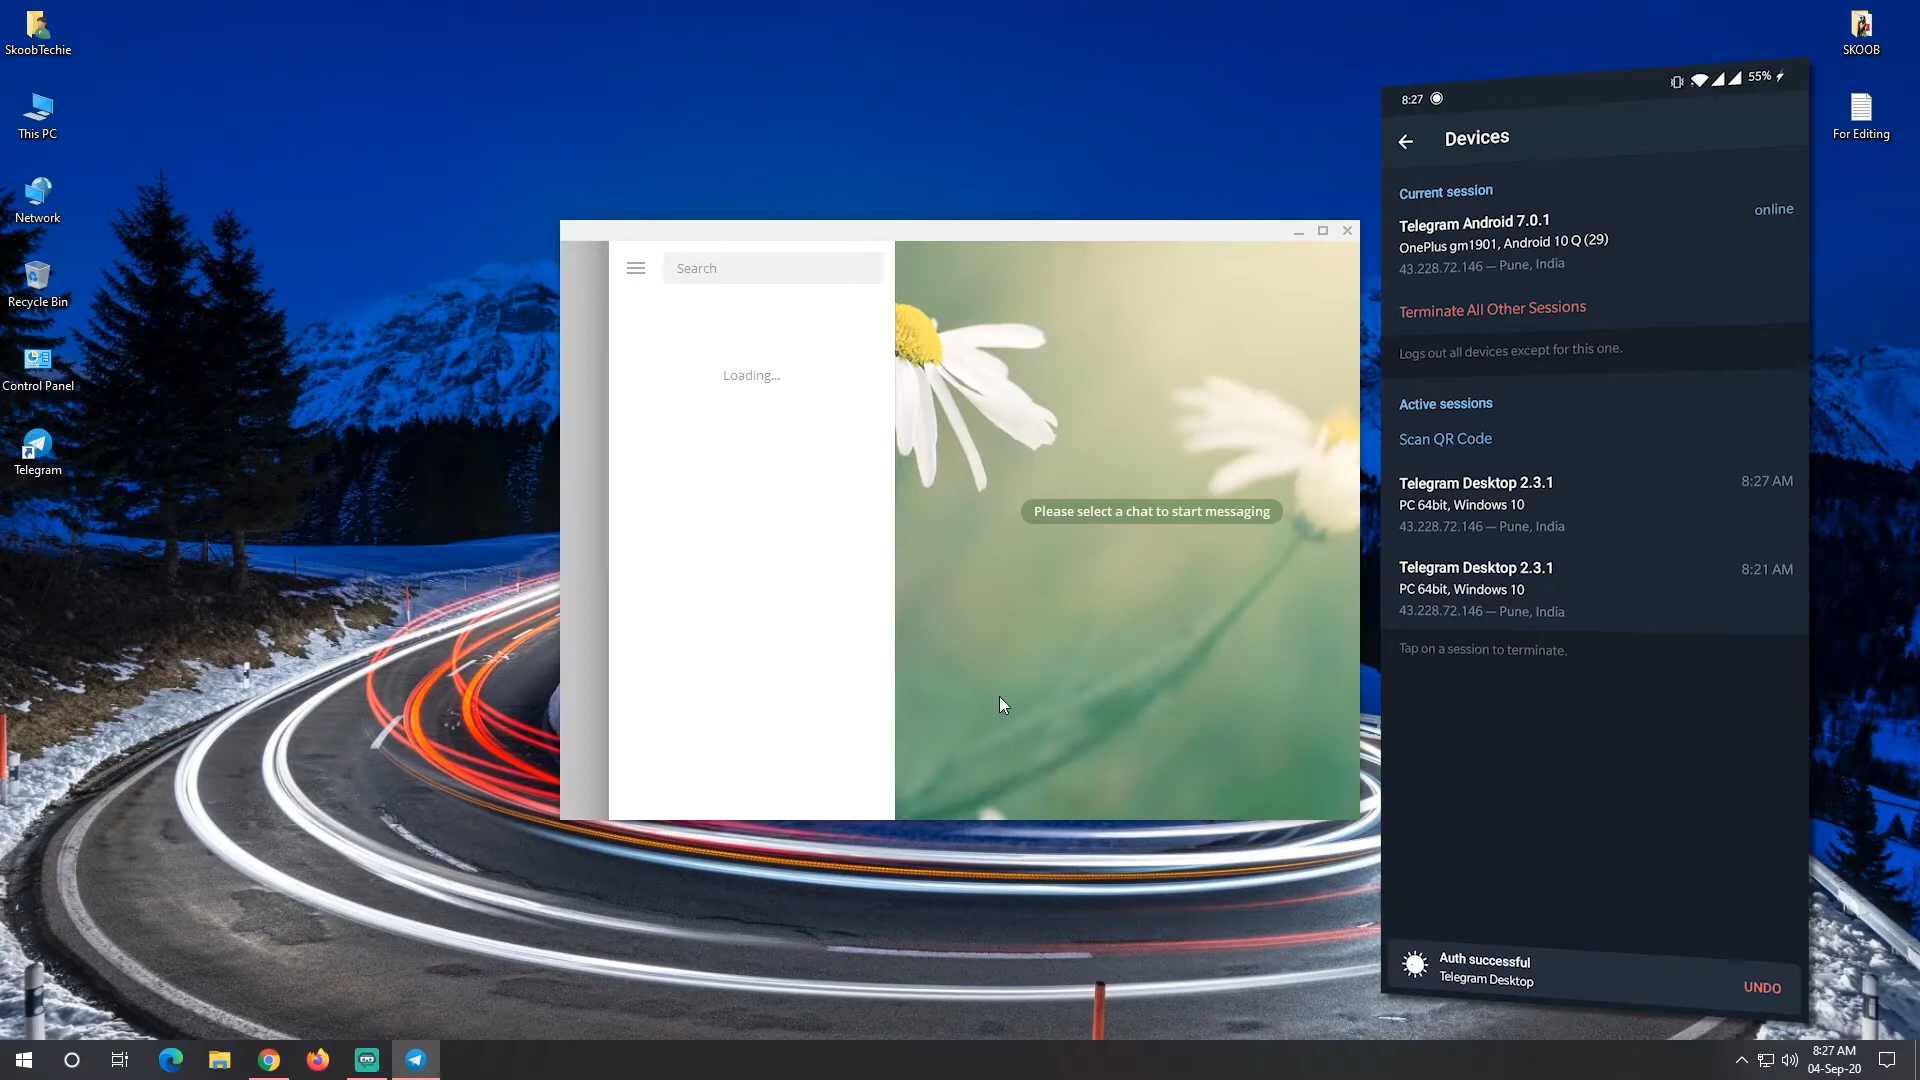 SkoobTechie
This PC
Network
Recycle Bin
Control Panel
Telegram
Search
Loading...
Please select a chat to start messaging
8:27
55%
Devices
Current session
Telegram Android 7.0.1
online
OnePlus gm1901, Android 10 Q (29)
43.228.72.146 — Pune, India
Terminate All Other Sessions
Logs out all devices except for this one.
Active sessions
Scan QR Code
Telegram Desktop 2.3.1
8:27 AM
PC 64bit, Windows 10
43.228.72.146 — Pune, India
Telegram Desktop 2.3.1
8:21 AM
PC 64bit, Windows 10
43.228.72.146 — Pune, India
Tap on a session to terminate.
Auth successful
Telegram Desktop
UNDO
SKOOB
For Editing
8:27 AM
04-Sep-20